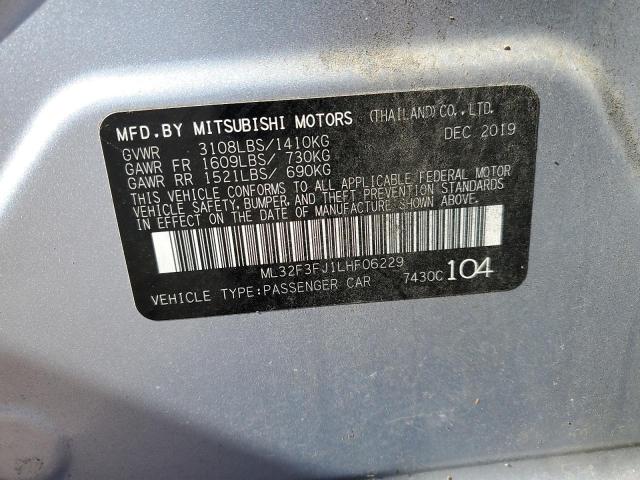 MFD.BY MITSUBISHI MOTORS (THAILAND) CO., LTD.
DEC 2019
GVWR 3108LBS/1410KG
GAWR FR 1609LBS/ 730KG
GAWR RR 1521LBS/ 690KG
THIS VEHICLE CONFORMS TO ALL APPLICABLE FEDERAL MOTOR
VEHICLE SAFETY, BUMPER, AND THEFT PREVENTION STANDARDS
IN EFFECT ON THE DATE OF MANUFACTURE SHOWN ABOVE.
ML32F3FJ1LHF06229
VEHICLE TYPE:PASSENGER CAR 7430C 104